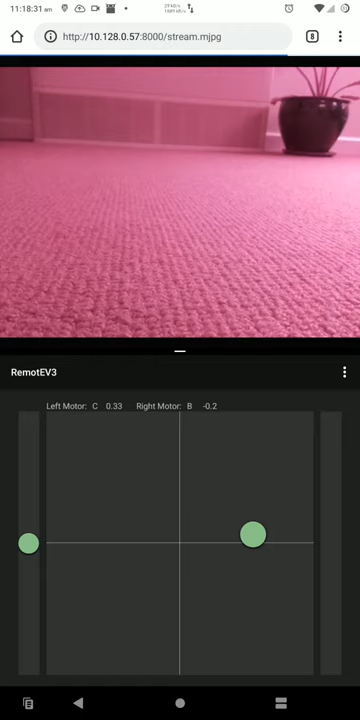 11:18:31 am
http://10.128.0.57:8000/stream.mjpg
8
RemotEV3
Left Motor: C 0.33 Right Motor: B -0.2